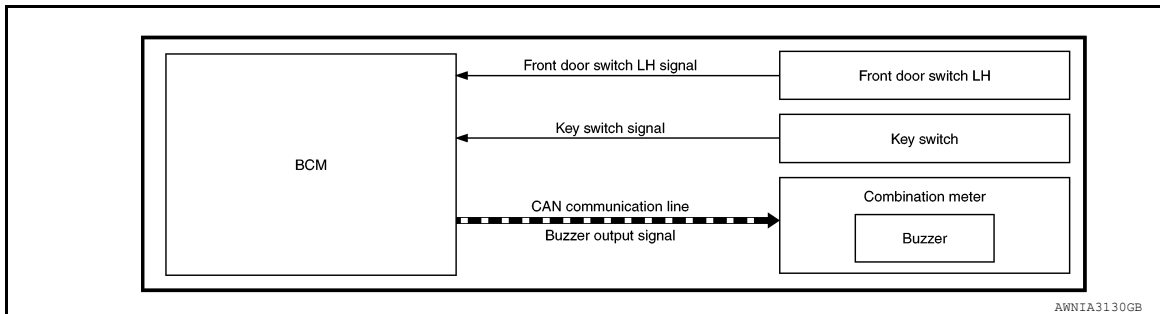 Front door switch LH signal
Front door switch LH
Key switch signal
Key switch
BCM
CAN communication line
Buzzer output signal
Combination meter
Buzzer
AWNIA3130GB